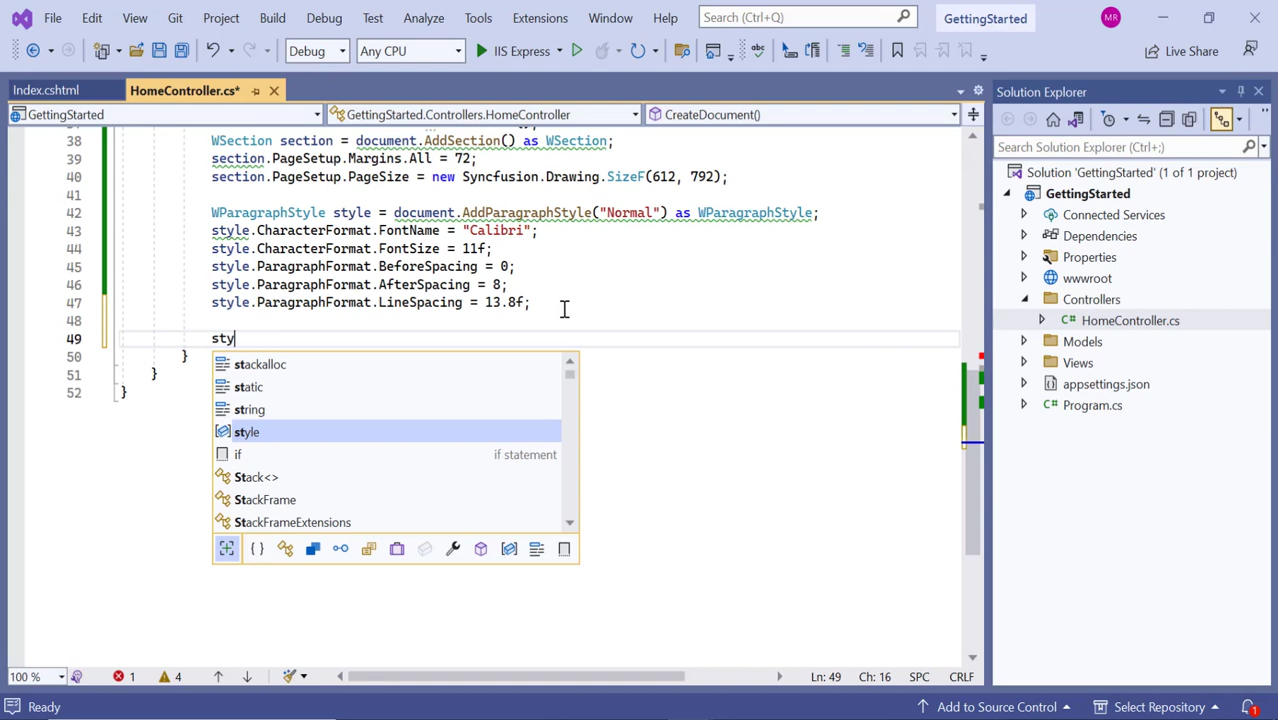 File Edit View Git Project Build Debug Test Analyze Tools Extensions Window Help Search (Ctrl+Q) GettingStarted MR
Debug Any CPU IIS Express Live Share
Index.cshtml HomeController.cs*
GettingStarted GettingStarted.Controllers.HomeController CreateDocument()
38 WSection section = document.AddSection() as WSection;
39 section.PageSetup.Margins.All = 72;
40 section.PageSetup.PageSize = new Syncfusion.Drawing.SizeF(612, 792);
41
42 WParagraphStyle style = document.AddParagraphStyle("Normal") as WParagraphStyle;
43 style.CharacterFormat.FontName = "Calibri";
44 style.CharacterFormat.FontSize = 11f;
45 style.ParagraphFormat.BeforeSpacing = 0;
46 style.ParagraphFormat.AfterSpacing = 8;
47 style.ParagraphFormat.LineSpacing = 13.8f;
48
49 sty
50 }
51 }
52 }
stackalloc
static
string
style
if if statement
Stack<>
StackFrame
StackFrameExtensions
100 % 1 4 Ln: 49 Ch: 16 SPC CRLF
Solution Explorer
Search Solution Explorer (Ctrl+;)
Solution 'GettingStarted' (1 of 1 project)
GettingStarted
Connected Services
Dependencies
Properties
wwwroot
Controllers
C# HomeController.cs
Models
Views
appsettings.json
C# Program.cs
Ready Add to Source Control Select Repository 1